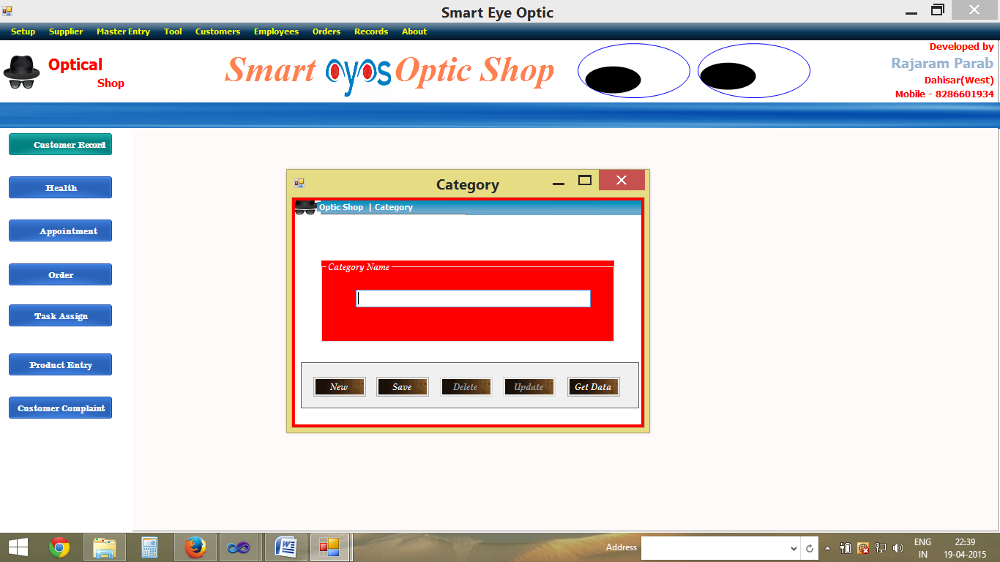 Smart Eye Optic
Setup Supplier Master Entry Tool Customers Employees Orders Records About
Optical
Shop
Smart eyes Optic Shop
Developed by
Rajaram Parab
Dahisar(West)
Mobile - 8286601934
Customer Record
Health
Appointment
Order
Task Assign
Product Entry
Customer Complaint
Category
Optic Shop | Category
Category Name
New Save Delete Update Get Data
Address
ENG
IN
22:39
19-04-2015